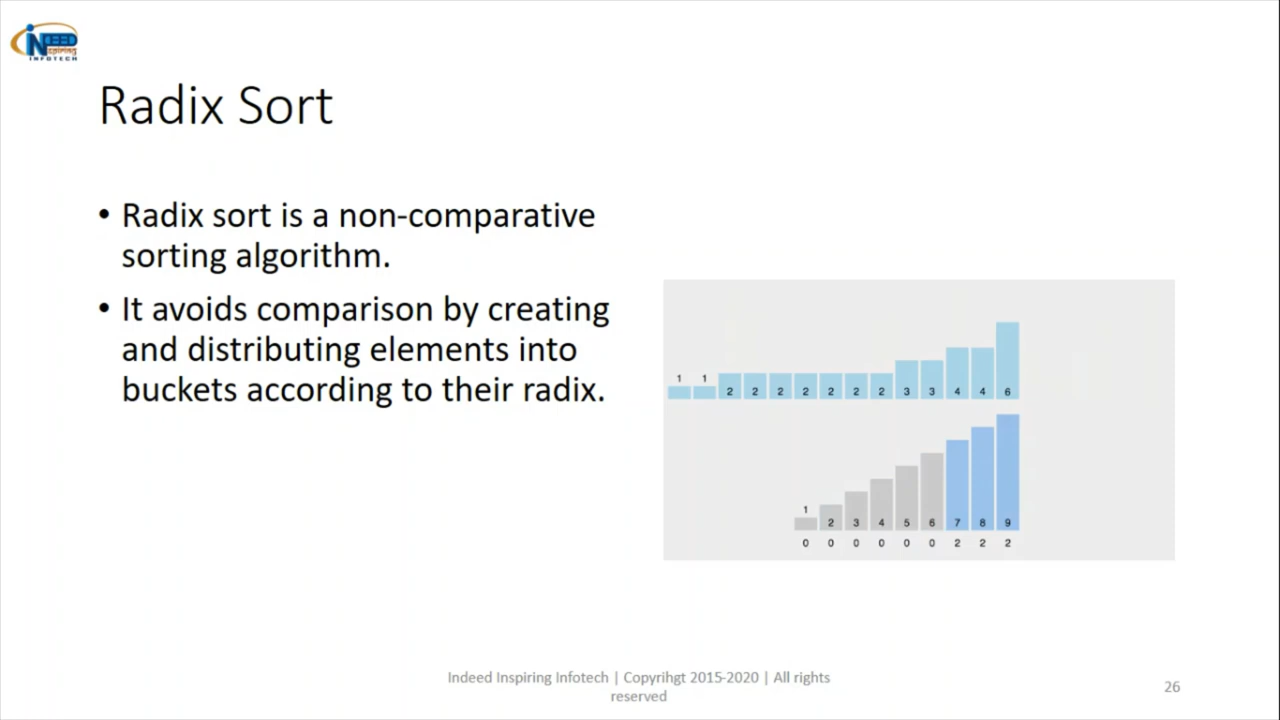 iNEED
nspiring
INFOTECH
Radix Sort
• Radix sort is a non-comparative
sorting algorithm.
• It avoids comparison by creating
and distributing elements into
buckets according to their radix.
1 1 2 2 2 2 2 2 2 3 3 4 4 6
1 2 3 4 5 6 7 8 9
0 0 0 0 0 0 2 2 2
Indeed Inspiring Infotech | Copyrihgt 2015-2020 | All rights
reserved
26